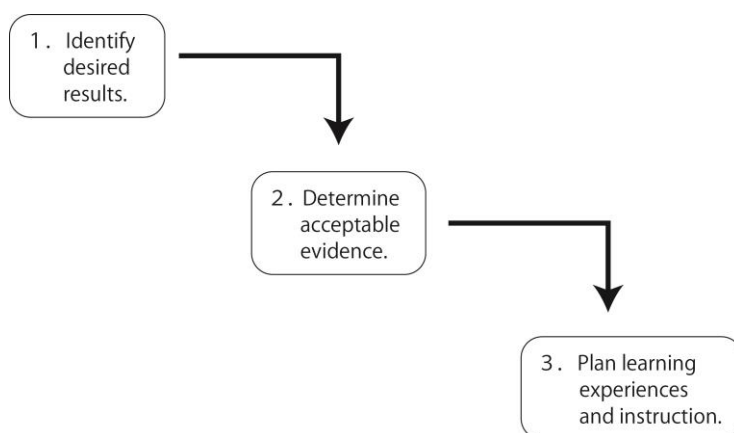 1. Identify
desired
results.
2. Determine
acceptable
evidence.
3. Plan learning
experiences
and instruction.